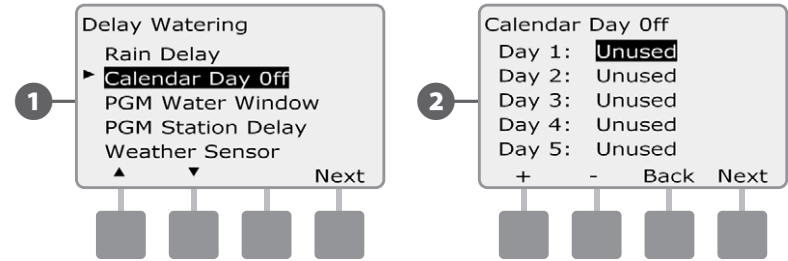 Delay Watering
Rain Delay
► Calendar Day Off
PGM Water Window
PGM Station Delay
Weather Sensor
▲ ▼ Next
1
Calendar Day Off
Day 1: Unused
Day 2: Unused
Day 3: Unused
Day 4: Unused
Day 5: Unused
+ - Back Next
2